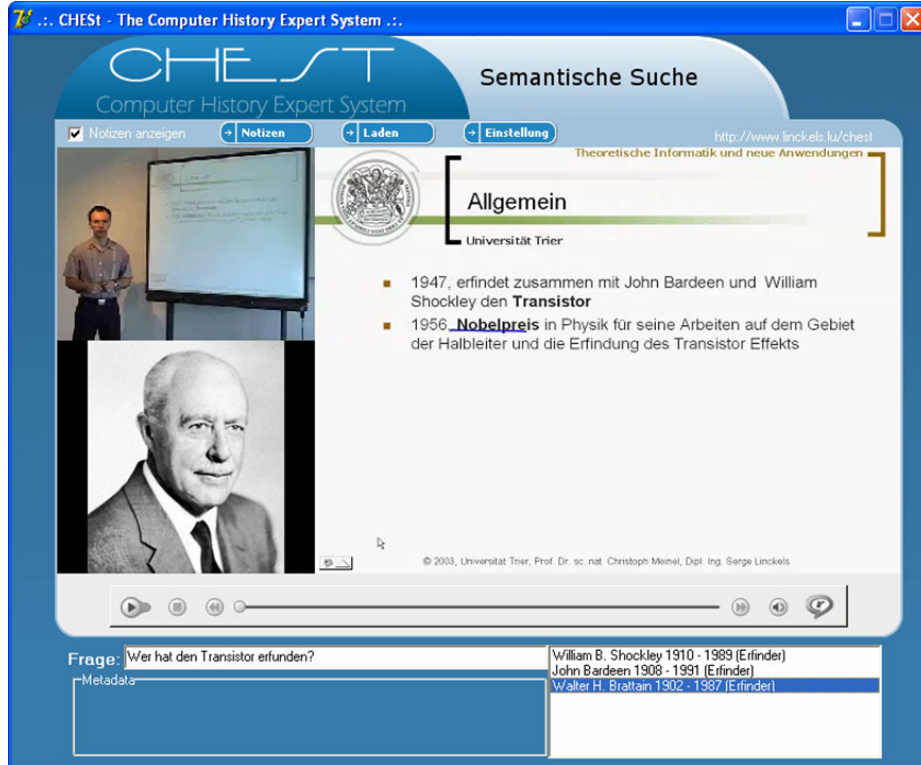 .:. CHESt - The Computer History Expert System .:.
CHEST
Computer History Expert System
Semantische Suche
Notizen anzeigen
Notizen
Laden
Einstellung
http://www.linckels.lu/chest
Theoretische Informatik und neue Anwendungen
Allgemein
Universität Trier
1947, erfindet zusammen mit John Bardeen und William
Shockley den Transistor
1956, Nobelpreis in Physik für seine Arbeiten auf dem Gebiet
der Halbleiter und die Erfindung des Transistor Effekts
© 2003, Universität Trier, Prof. Dr. sc. nat. Christoph Meinel, Dipl. Ing. Serge Linckels
Frage: Wer hat den Transistor erfunden?
Metadata
William B. Shockley 1910 - 1989 (Erfinder)
John Bardeen 1908 - 1991 (Erfinder)
Walter H. Brattain 1902 - 1987 (Erfinder)